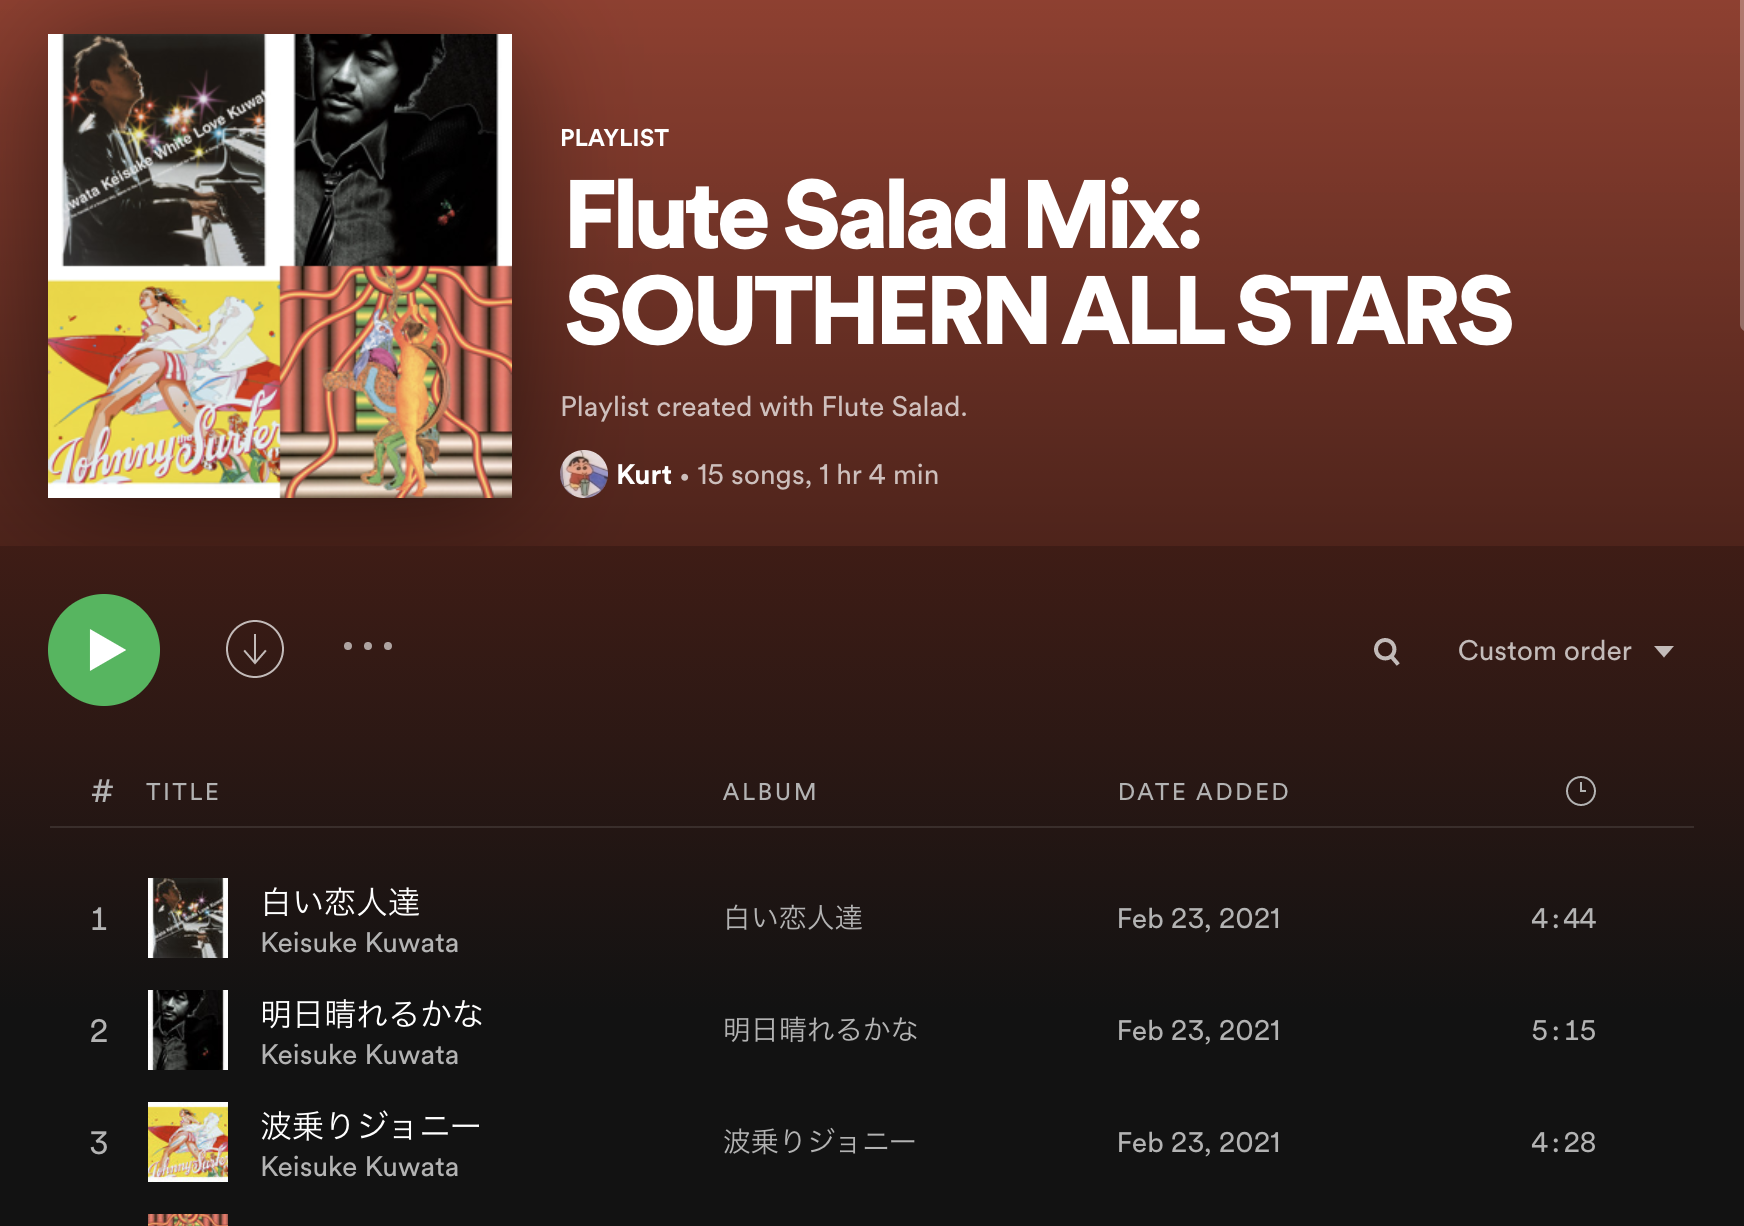 wata Keisuke White Love Kuwat
Johnny the Surfer
PLAYLIST
Flute Salad Mix:
SOUTHERN ALL STARS
Playlist created with Flute Salad.
Kurt • 15 songs, 1 hr 4 min
Custom order
# TITLE ALBUM DATE ADDED
1 白い恋人達 白い恋人達 Feb 23, 2021 4:44
Keisuke Kuwata
2 明日晴れるかな 明日晴れるかな Feb 23, 2021 5:15
Keisuke Kuwata
3 波乗りジョニー 波乗りジョニー Feb 23, 2021 4:28
Keisuke Kuwata